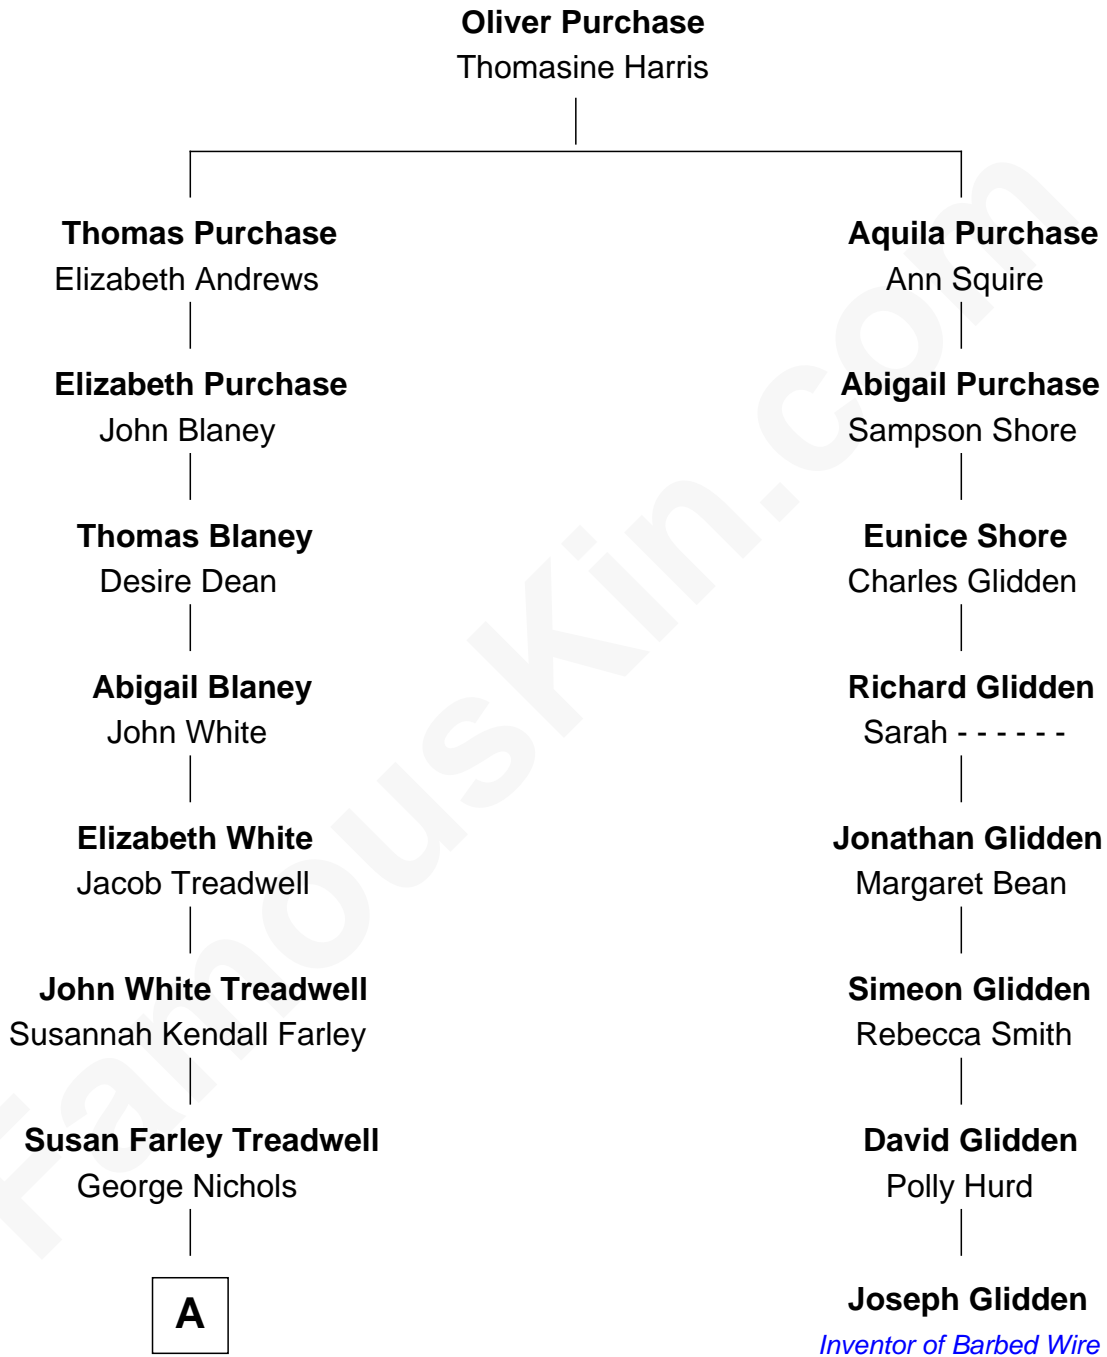 Oliver Purchase
Thomasine Harris
Thomas Purchase
Elizabeth Andrews
Aquila Purchase
Ann Squire
Elizabeth Purchase
John Blaney
Abigail Purchase
Sampson Shore
Thomas Blaney
Desire Dean
Eunice Shore
Charles Glidden
Abigail Blaney
John White
Richard Glidden
Sarah - - - - - -
Elizabeth White
Jacob Treadwell
Jonathan Glidden
Margaret Bean
John White Treadwell
Susannah Kendall Farley
Simeon Glidden
Rebecca Smith
Susan Farley Treadwell
George Nichols
David Glidden
Polly Hurd
A
Joseph Glidden
Inventor of Barbed Wire
FamousKin.com